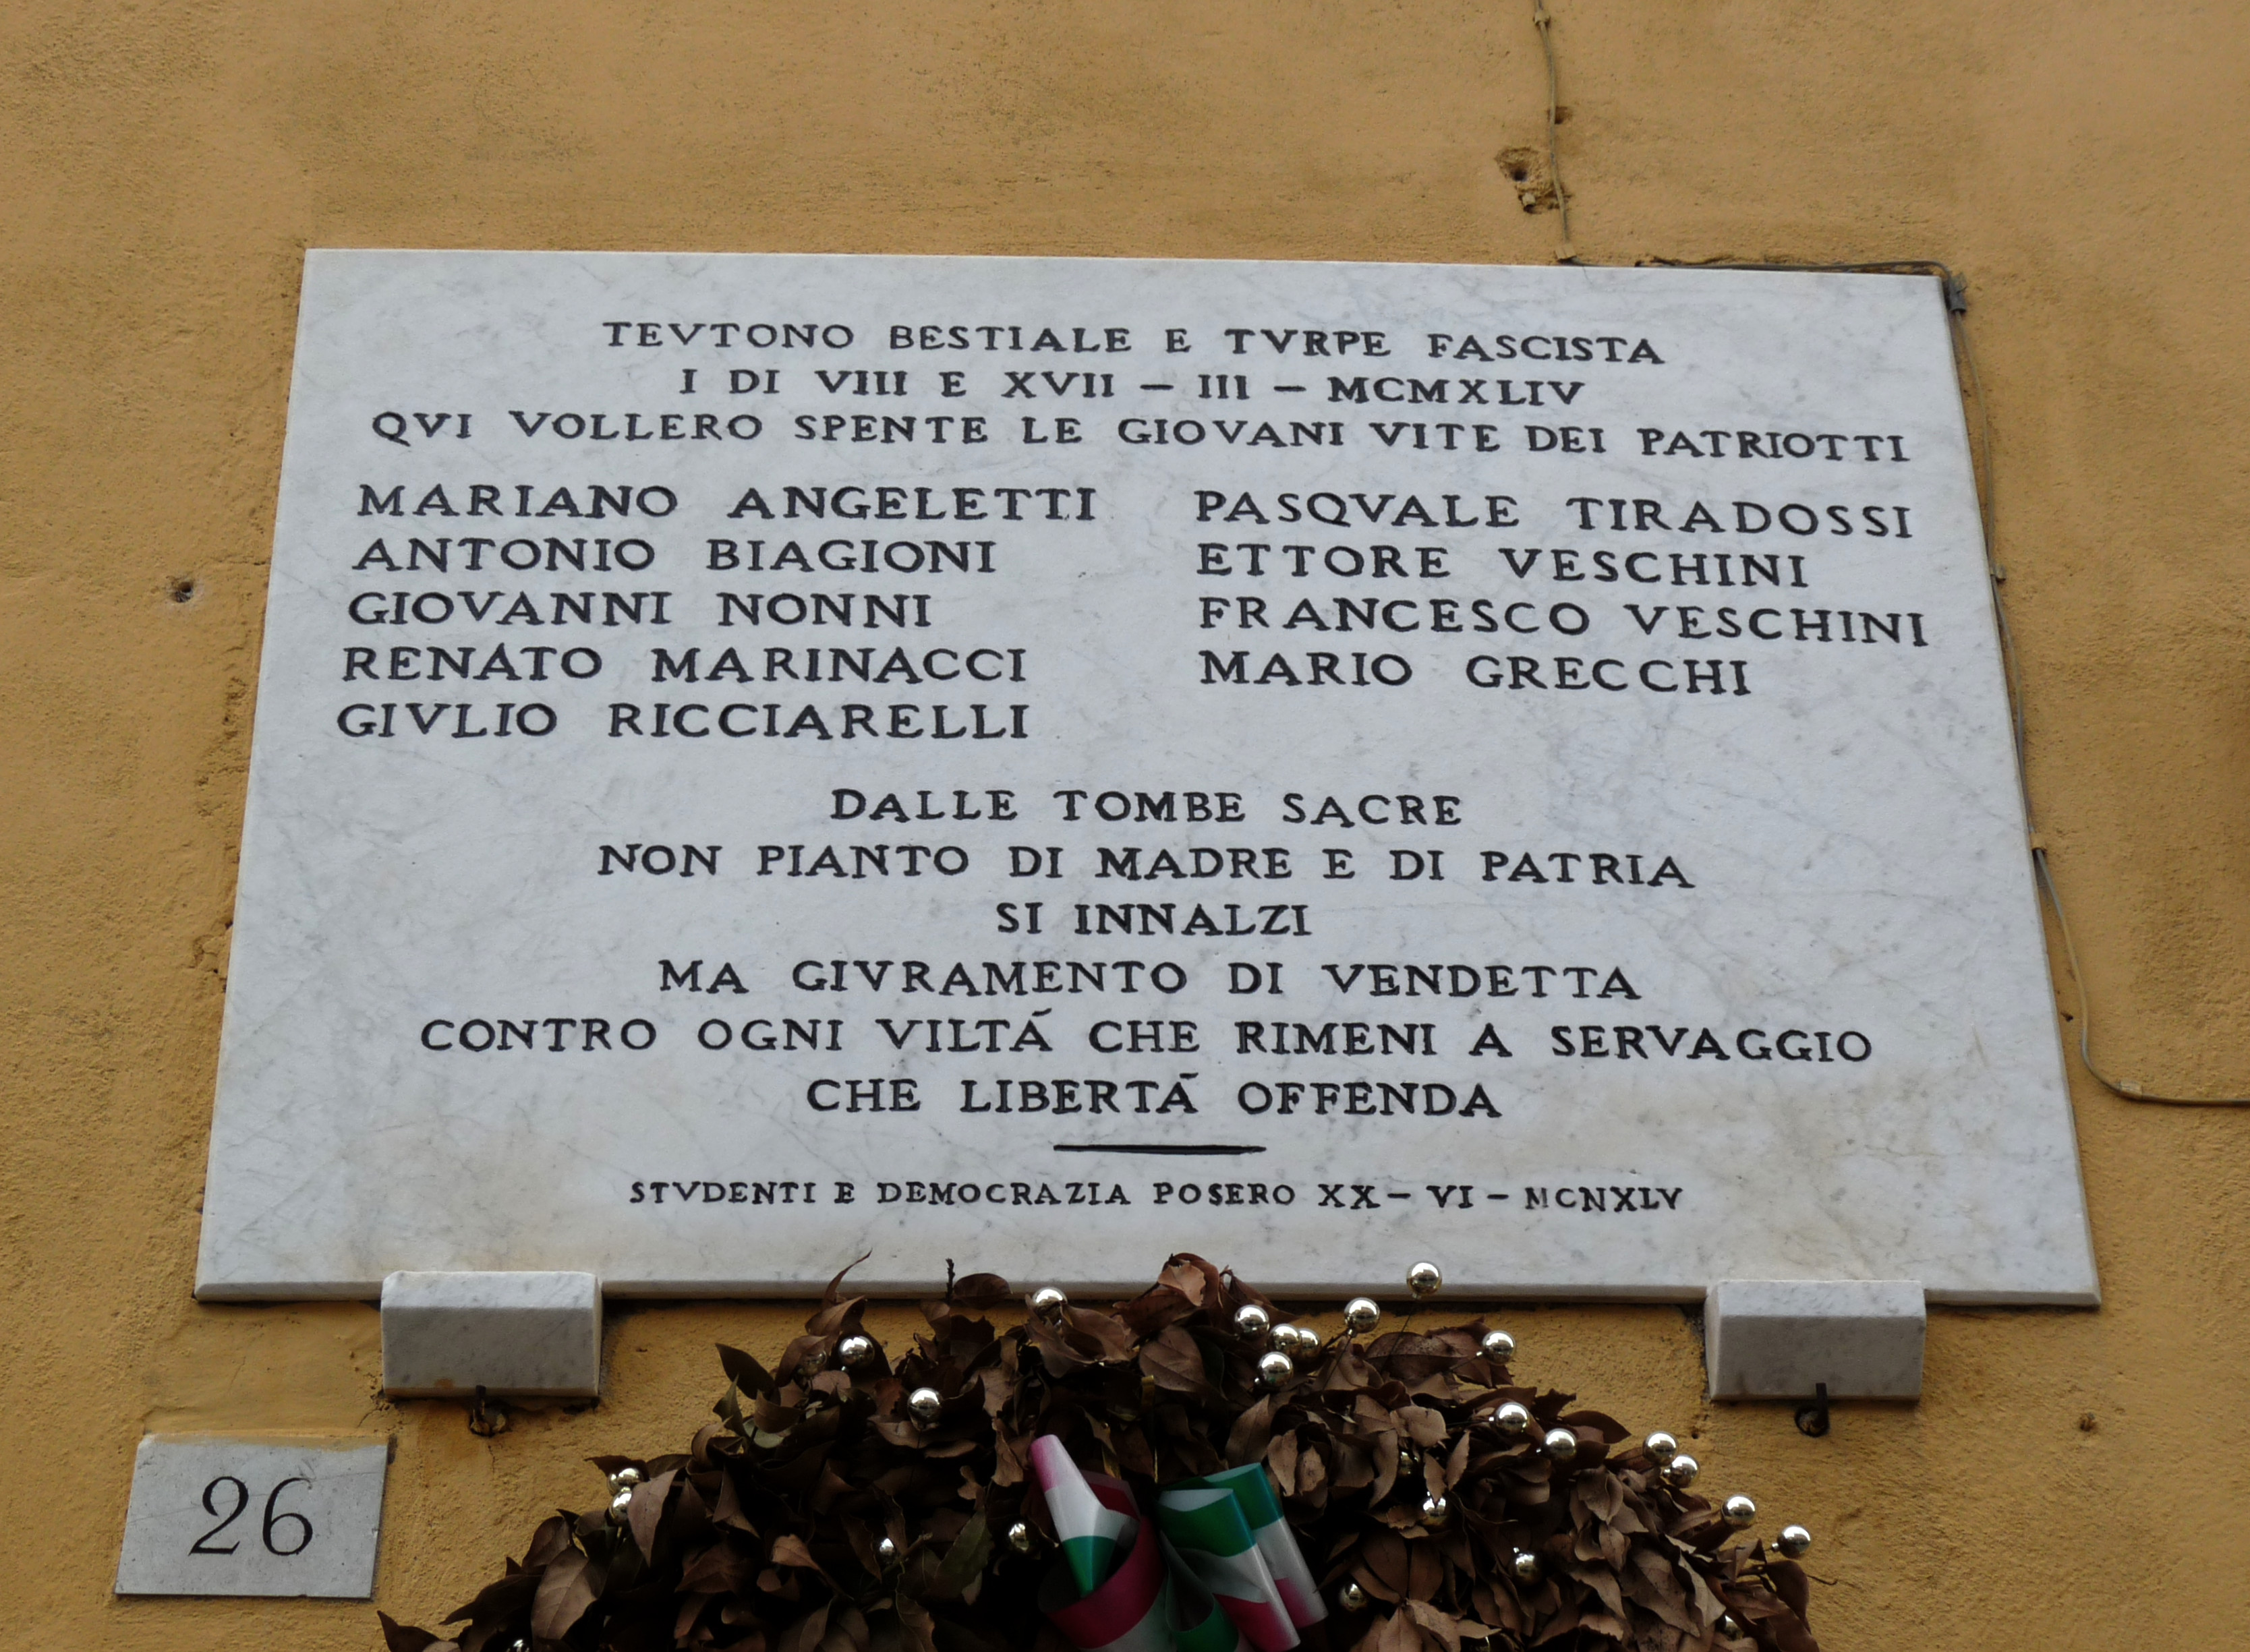 TEVTONO BESTIALE E TVRPE FASCISTA
I DI VIII E XVII – III – MCMXLIV
QVI VOLLERO SPENTE LE GIOVANI VITE DEI PATRIOTTI
MARIANO ANGELETTI
ANTONIO BIAGIONI
GIOVANNI NONNI
RENATO MARINACCI
GIVLIO RICCIARELLI
PASQVALE TIRADOSSI
ETTORE VESCHINI
FRANCESCO VESCHINI
MARIO GRECCHI
DALLE TOMBE SACRE
NON PIANTO DI MADRE E DI PATRIA
SI INNALZI
MA GIVRAMENTO DI VENDETTA
CONTRO OGNI VILTÁ CHE RIMENI A SERVAGGIO
CHE LIBERTÁ OFFENDA
STVDENTI E DEMOCRAZIA POSERO XX – VI – MCNXLV
26